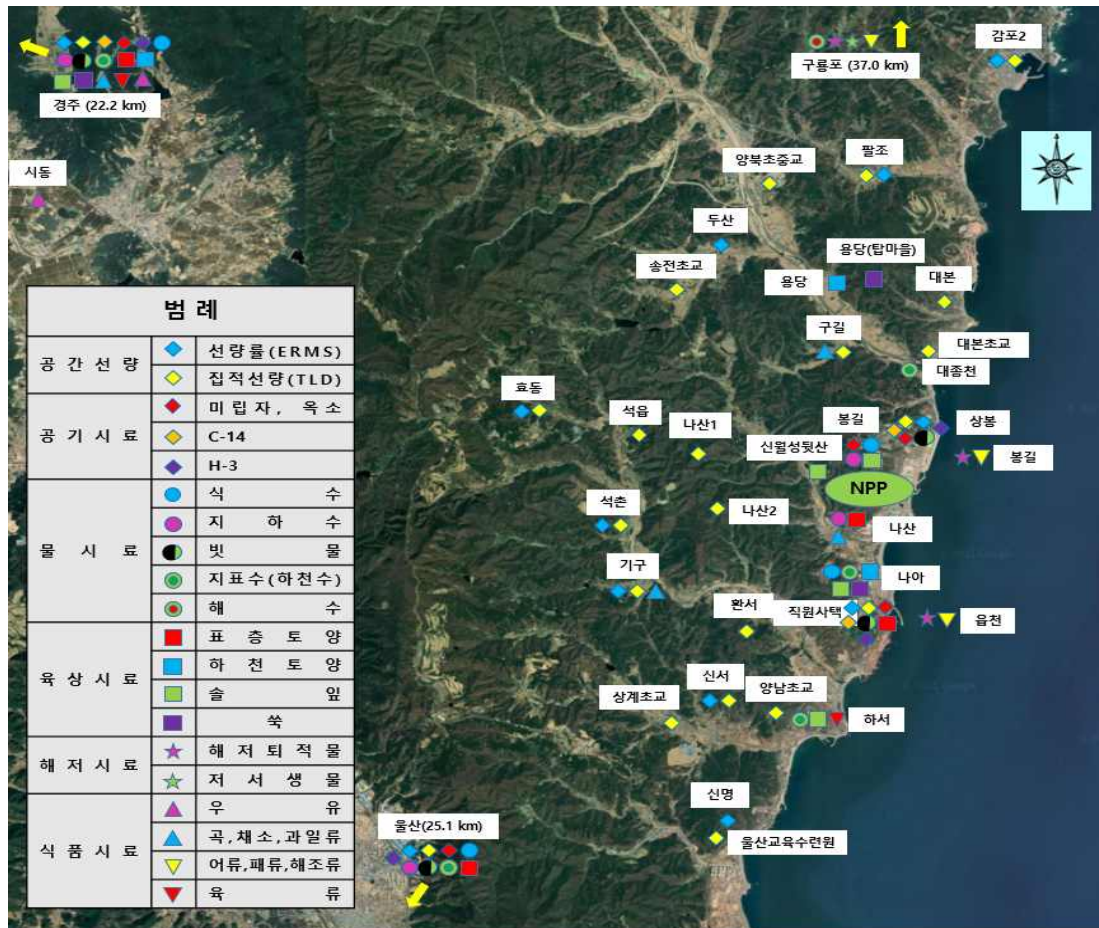 감포2
구룡포 (37.0 km)
경주 (22.2 km)
양북초중교
팔조
시동
두산
용당(탑마을)
송전초교
용당
대본
구길
대본초교
대종천
효동
석읍
나산1
봉길
상봉
신월성뒷산
봉길
NPP
석촌
나산2
나산
기구
나아
환서
직원사택
읍천
신서
양남초교
상계초교
하서
신명
울산교육수련원
울산(25.1 km)
범 례
공 간 선 량
선 량 률 (ERMS)
집 적 선 량 (TLD)
공 기 시 료
미 립 자 , 옥 소
C-14
H-3
물 시 료
식 수
지 하 수
빗 물
지 표 수 ( 하 천 수 )
해 수
육 상 시 료
표 층 토 양
하 천 토 양
솔 잎
쑥
해 저 시 료
해 저 퇴 적 물
저 서 생 물
식 품 시 료
우 유
곡 , 채 소 , 과 일 류
어 류 , 패 류 , 해 조 류
육 류